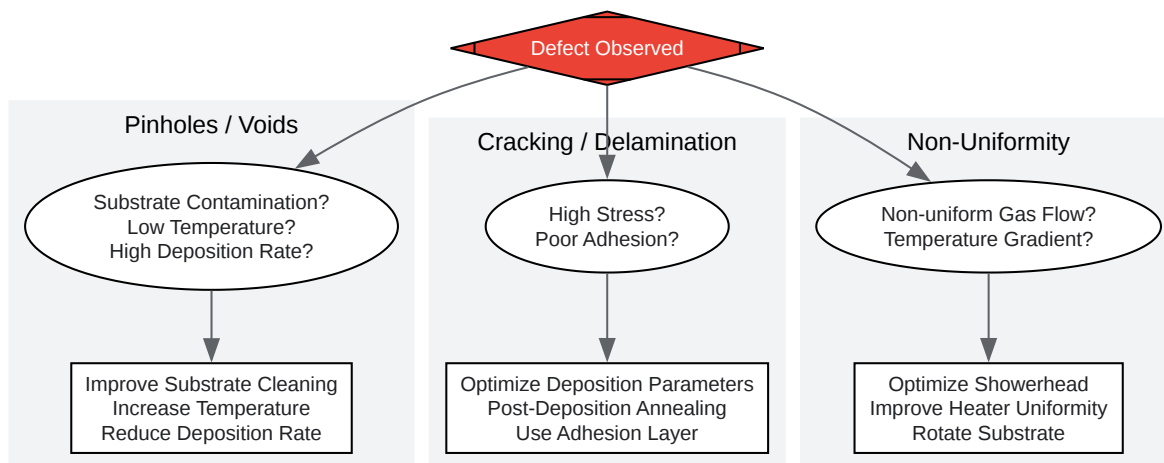 Defect Observed
Pinholes / Voids
Substrate Contamination?
Low Temperature?
High Deposition Rate?
Improve Substrate Cleaning
Increase Temperature
Reduce Deposition Rate
Cracking / Delamination
High Stress?
Poor Adhesion?
Optimize Deposition Parameters
Post-Deposition Annealing
Use Adhesion Layer
Non-Uniformity
Non-uniform Gas Flow?
Temperature Gradient?
Optimize Showerhead
Improve Heater Uniformity
Rotate Substrate